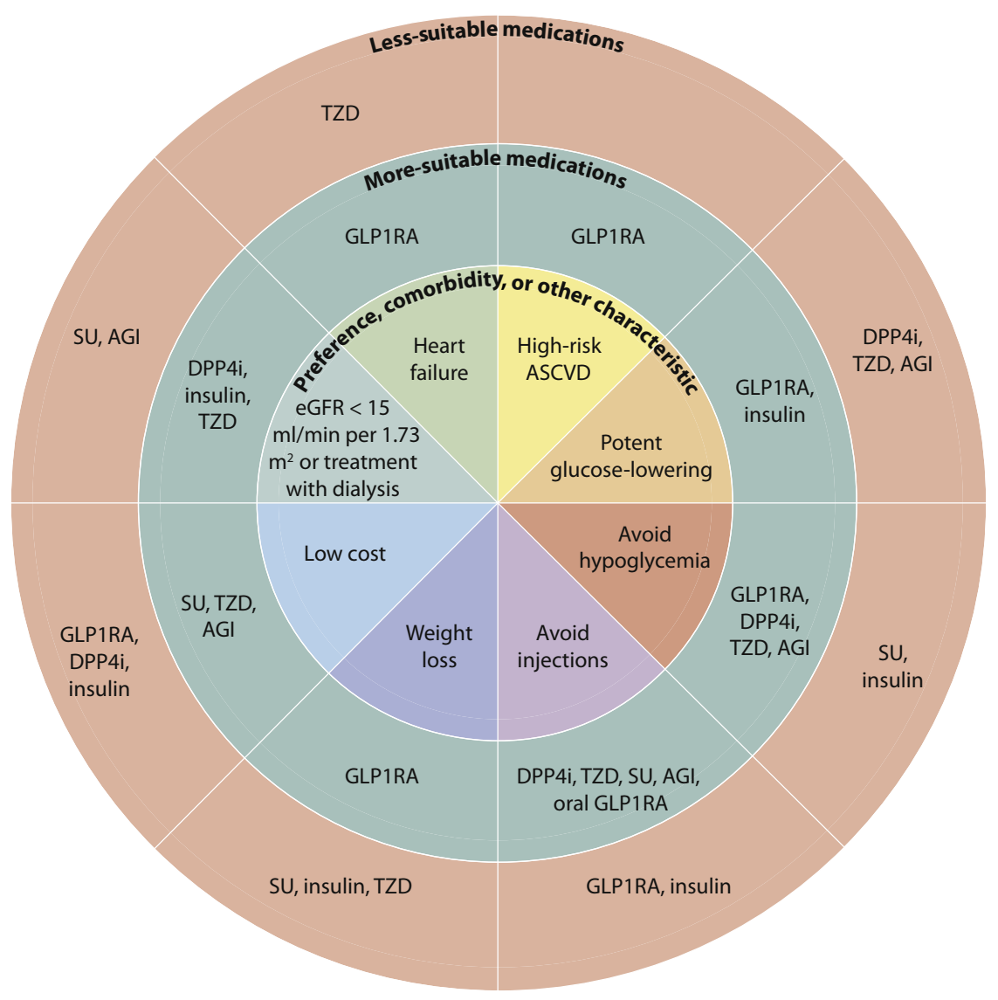 Less-suitable medications
TZD
More-suitable medications
GLP1RA
GLP1RA
Preference, comorbidity, or other characteristic
Heart
failure
High-risk
ASCVD
SU, AGI
DPP4i,
insulin,
TZD
eGFR < 15
ml/min per 1.73
m² or treatment
with dialysis
Potent
glucose-lowering
GLP1RA,
insulin
DPP4i,
TZD, AGI
Low cost
Avoid
hypoglycemia
SU, TZD,
AGI
GLP1RA,
DPP4i,
insulin
Weight
loss
Avoid
injections
GLP1RA,
DPP4i,
TZD, AGI
SU,
insulin
GLP1RA
DPP4i, TZD, SU, AGI,
oral GLP1RA
SU, insulin, TZD
GLP1RA, insulin